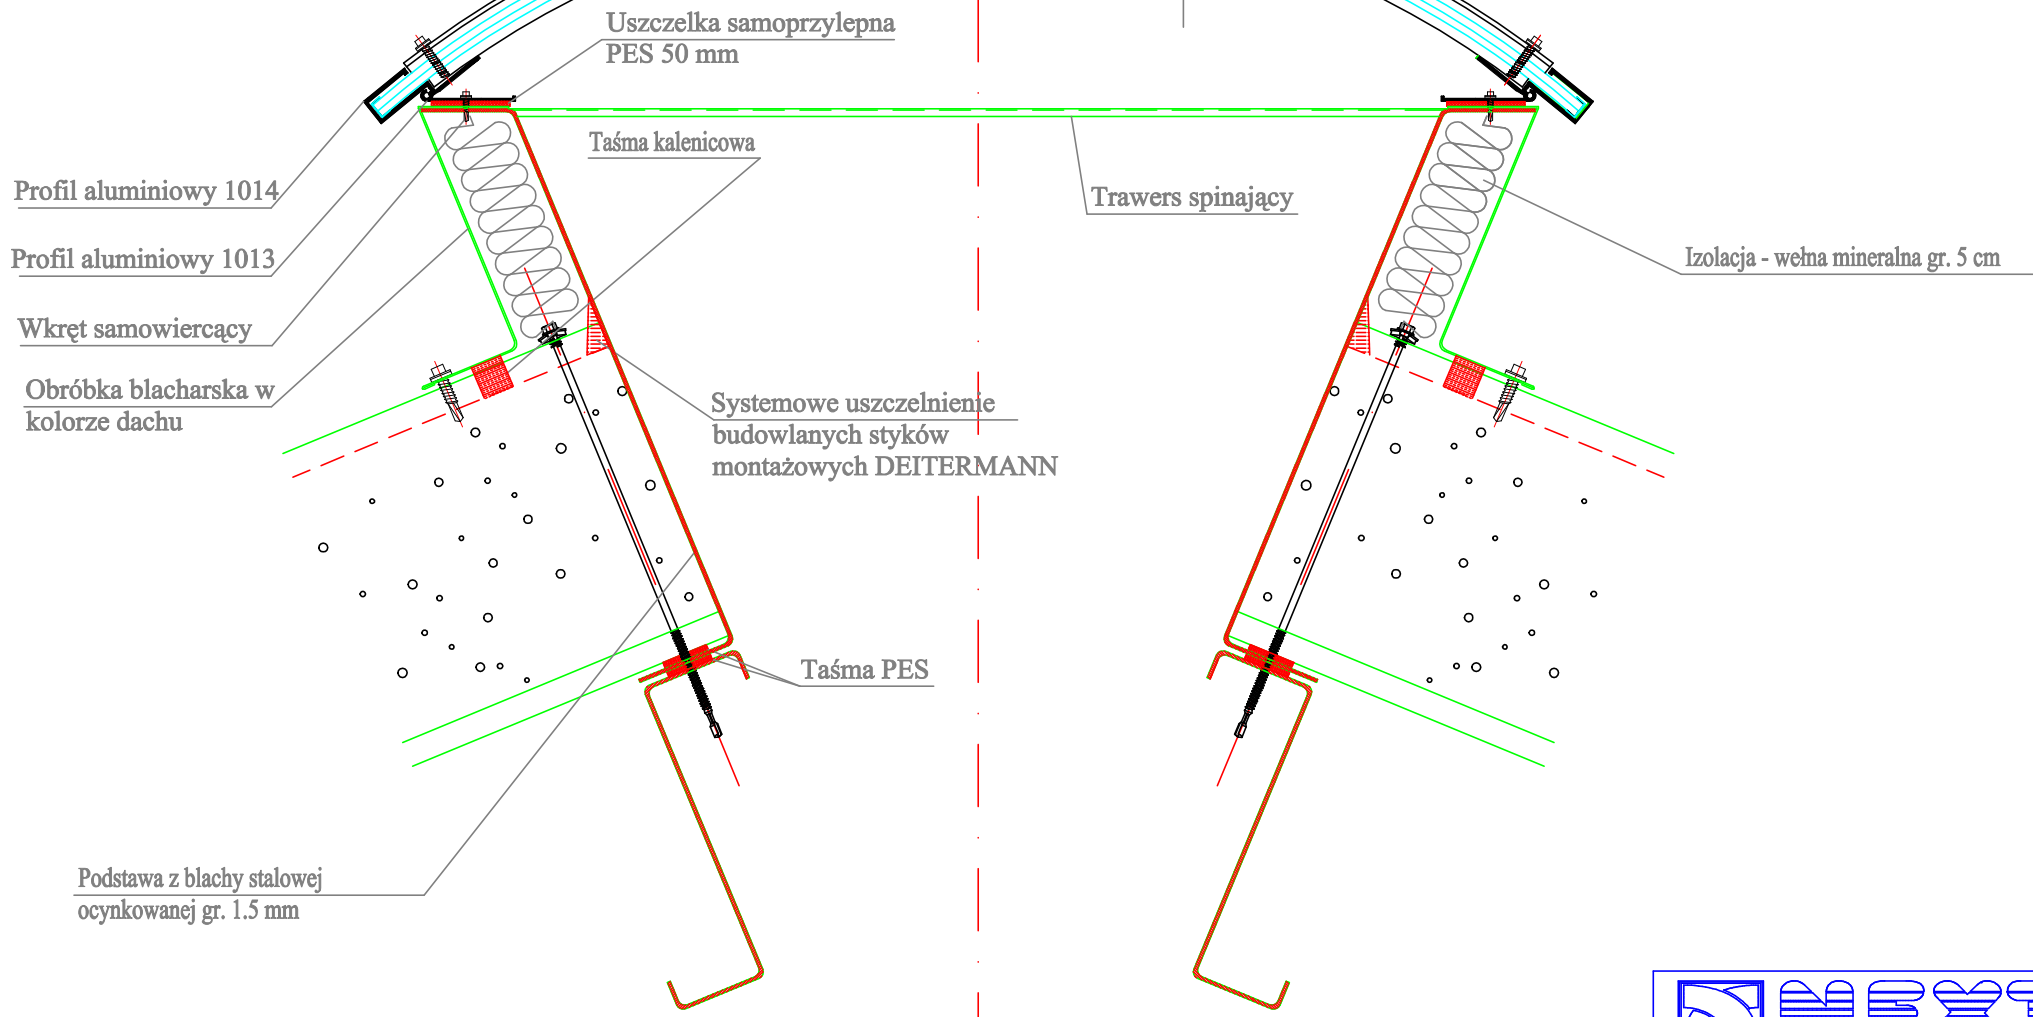 Uszczelka samoprzylepna
PES 50 mm
Taśma kalenicowa
Profil aluminiowy 1014
Trawers spinający
Profil aluminiowy 1013
Izolacja - wełna mineralna gr. 5 cm
Wkręt samowiercący
Obróbka blacharska w
kolorze dachu
Systemowe uszczelnienie
budowlanych styków
montażowych DEITERMANN
Taśma PES
Podstawa z blachy stalowej
ocynkowanej gr. 1.5 mm
NEXT